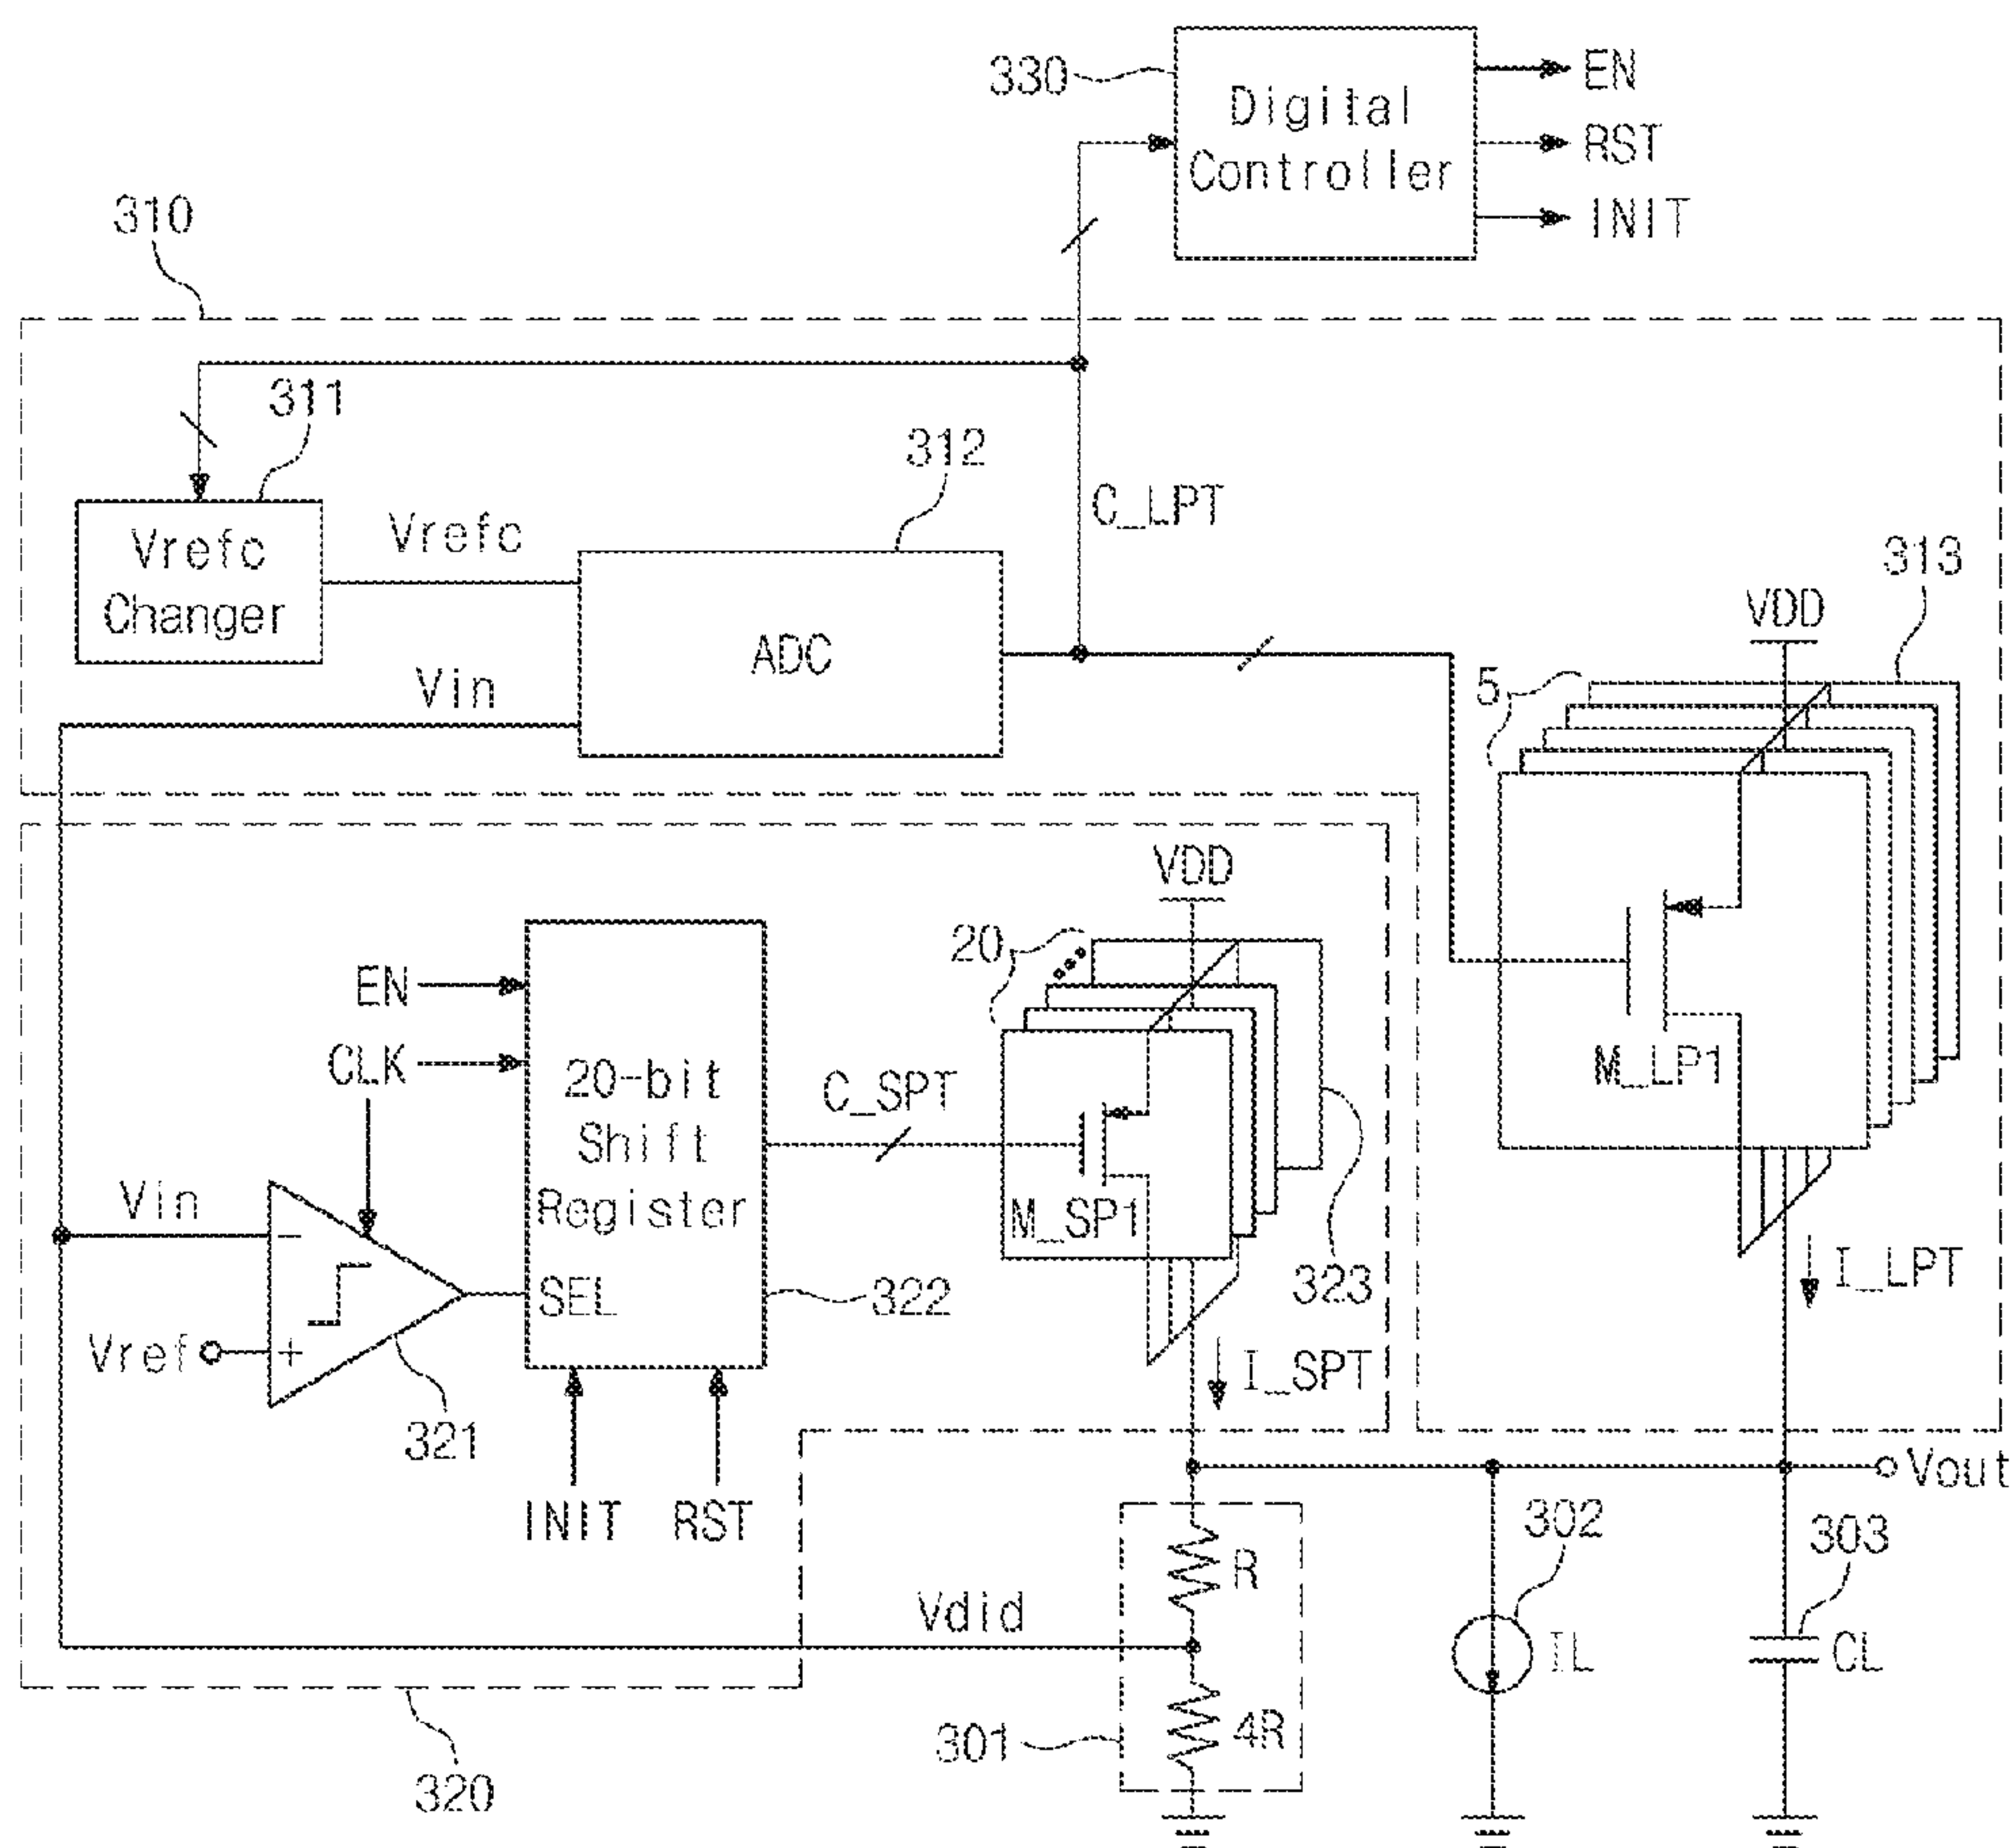 330
Digital
Controller
EN
RST
INIT
310
311
312
C_LPT
Vrefc
Changer
Vrefc
ADC
Vin
313
VDD
5
M_LP1
I_LPT
VDD
20
EN
CLK
20-bit
Shift
Register
SEL
C_SPT
M_SP1
323
322
Vin
−
Vref
+
321
INIT
RST
I_SPT
Vout
302
303
R
Vdid
4R
301
IL
CL
320